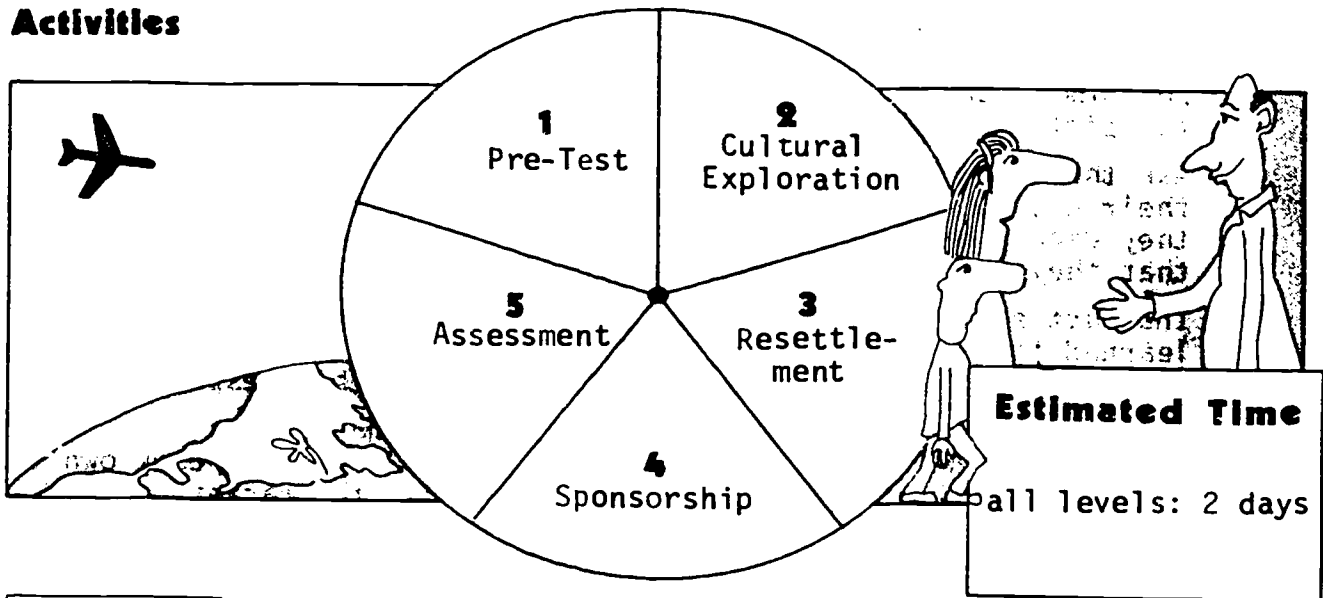 Activities
1
Pre-Test
2
Cultural
Exploration
3
Resettle-
ment
4
Sponsorship
5
Assessment
Estimated Time
all levels: 2 days